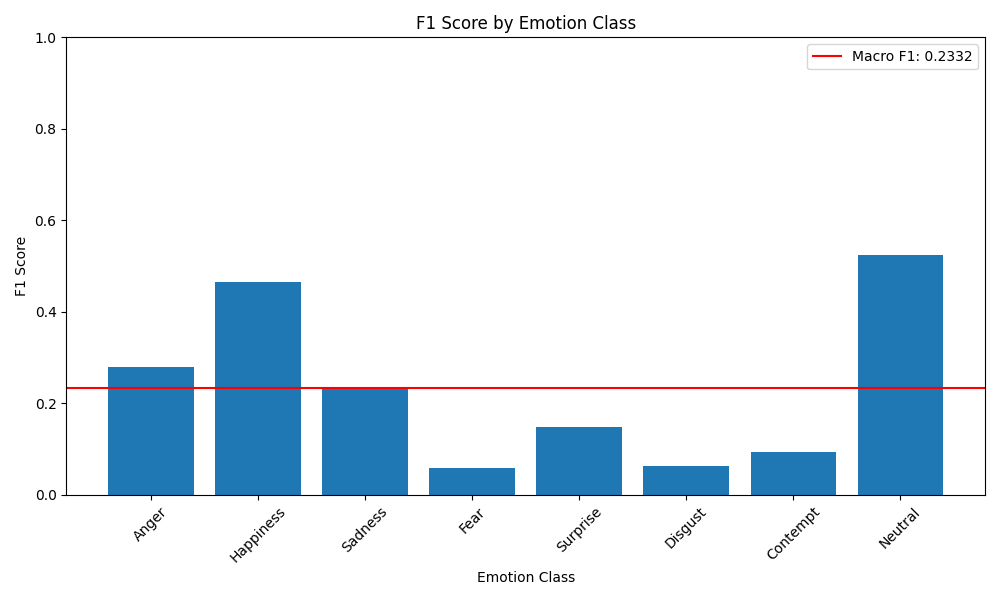 F1 Score by Emotion Class
Macro F1: 0.2332
F1 Score
1.0
0.8
0.6
0.4
0.2
0.0
Anger
Happiness
Sadness
Fear
Surprise
Disgust
Contempt
Neutral
Emotion Class